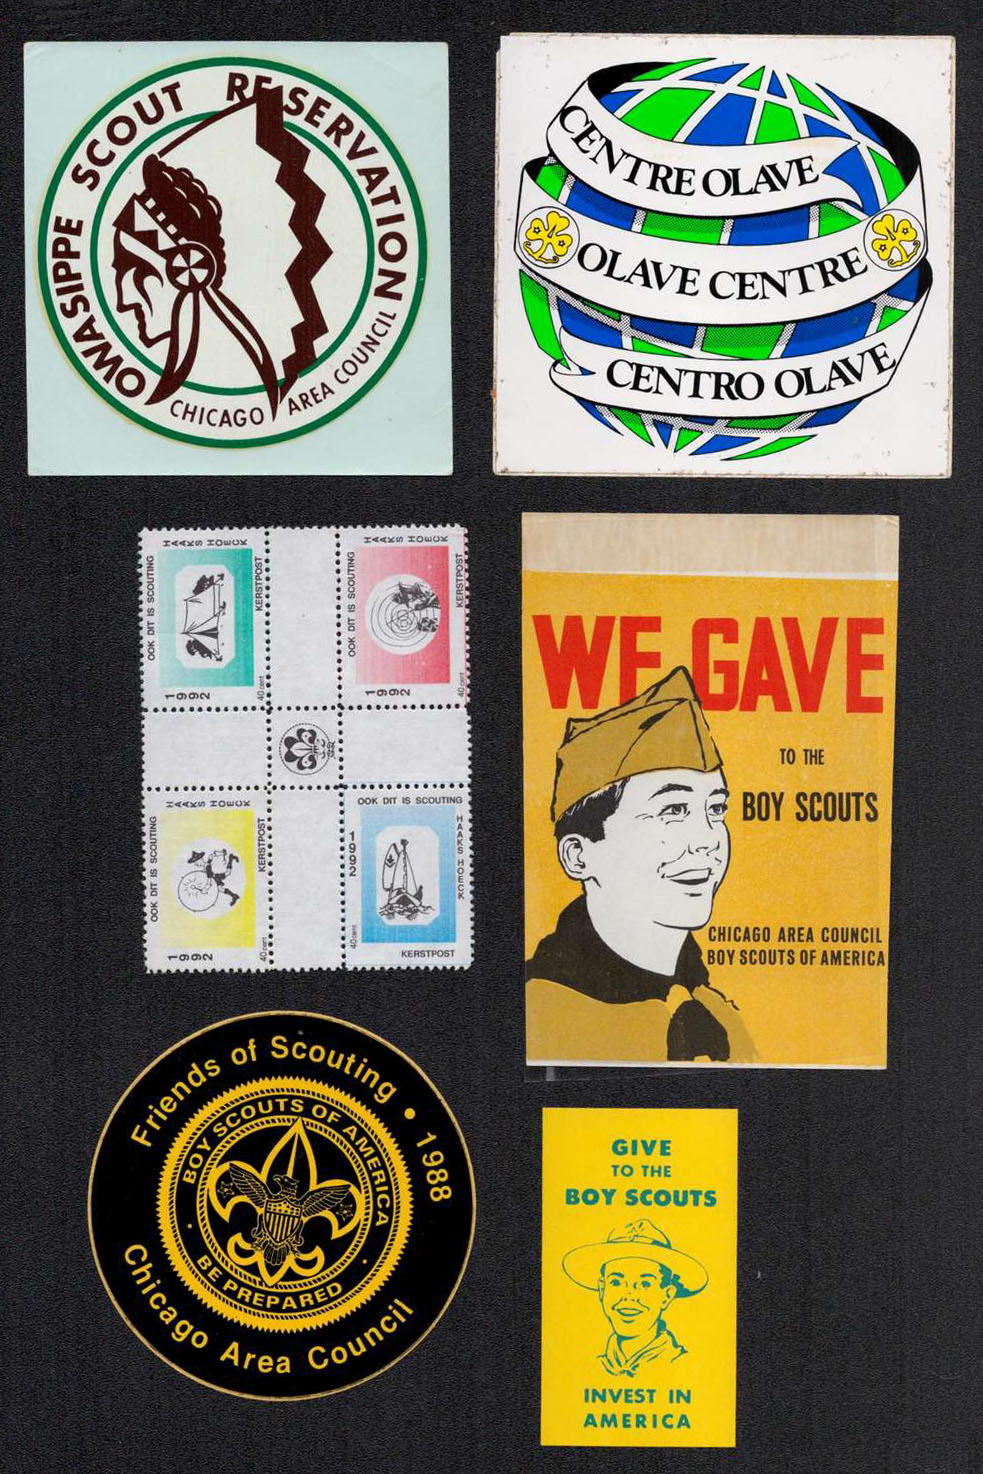 OWASIPPE SCOUT RESERVATION
CHICAGO AREA COUNCIL
CENTRE OLAVE
OLAVE CENTRE
CENTRO OLAVE
OOK DIT IS SCOUTING
HAAKS HOECK
KERSTPOST
1992
40 cent
OOK DIT IS SCOUTING
HAAKS HOECK
KERSTPOST
1992
40 cent
OOK DIT IS SCOUTING
HAAKS HOECK
KERSTPOST
1992
40 cent
OOK DIT IS SCOUTING
HAAKS HOECK
1992
40 cent
KERSTPOST
WE GAVE
TO THE
BOY SCOUTS
CHICAGO AREA COUNCIL
BOY SCOUTS OF AMERICA
Friends of Scouting • 1988
BOY SCOUTS OF AMERICA
BE PREPARED
Chicago Area Council
GIVE
TO THE
BOY SCOUTS
INVEST IN
AMERICA